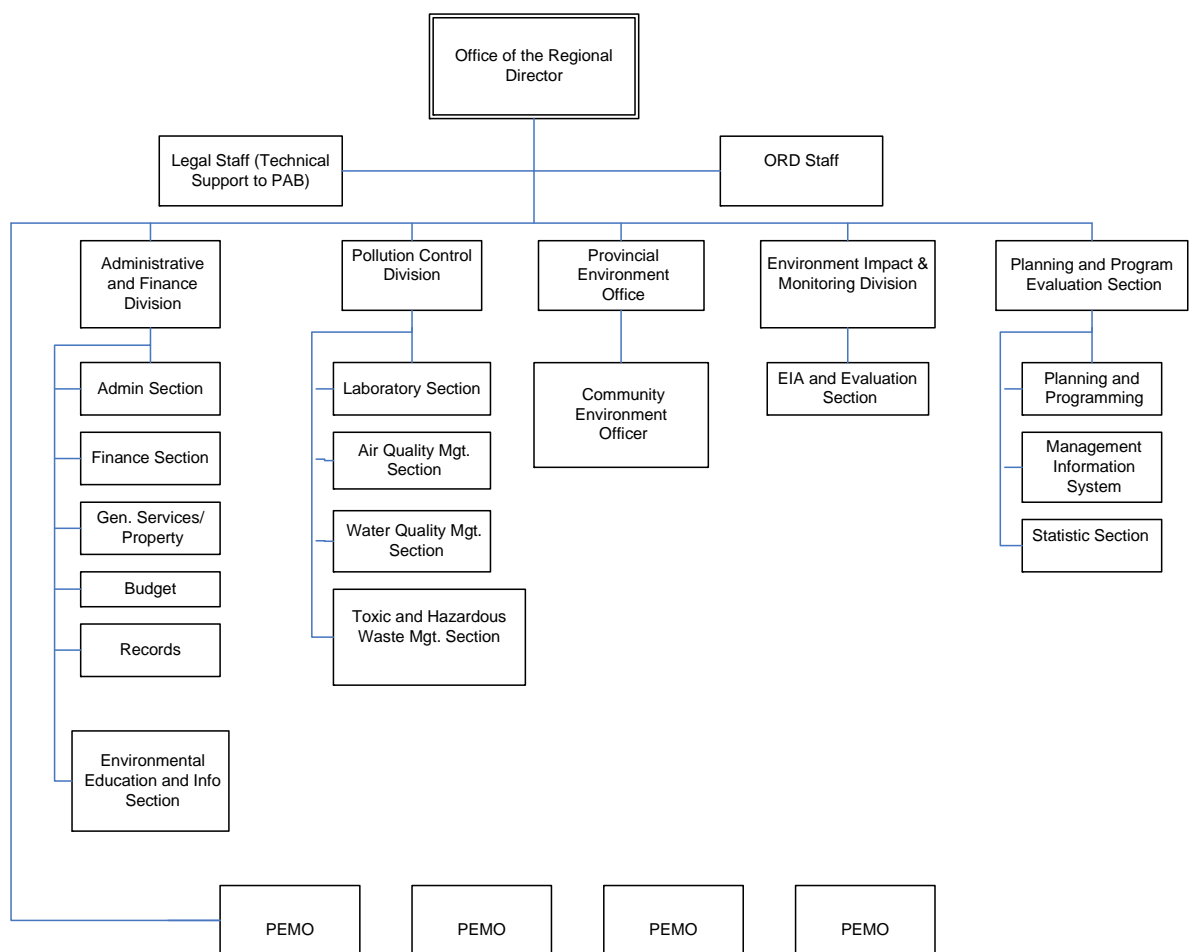 Office of the Regional
Director
Legal Staff (Technical
Support to PAB)
ORD Staff
Administrative
and Finance
Division
Pollution Control
Division
Provincial
Environment
Office
Environment Impact &
Monitoring Division
Planning and Program
Evaluation Section
Admin Section
Finance Section
Gen. Services/
Property
Budget
Records
Environmental
Education and Info
Section
Laboratory Section
Air Quality Mgt.
Section
Water Quality Mgt.
Section
Toxic and Hazardous
Waste Mgt. Section
Community
Environment
Officer
EIA and Evaluation
Section
Planning and
Programming
Management
Information
System
Statistic Section
PEMO
PEMO
PEMO
PEMO